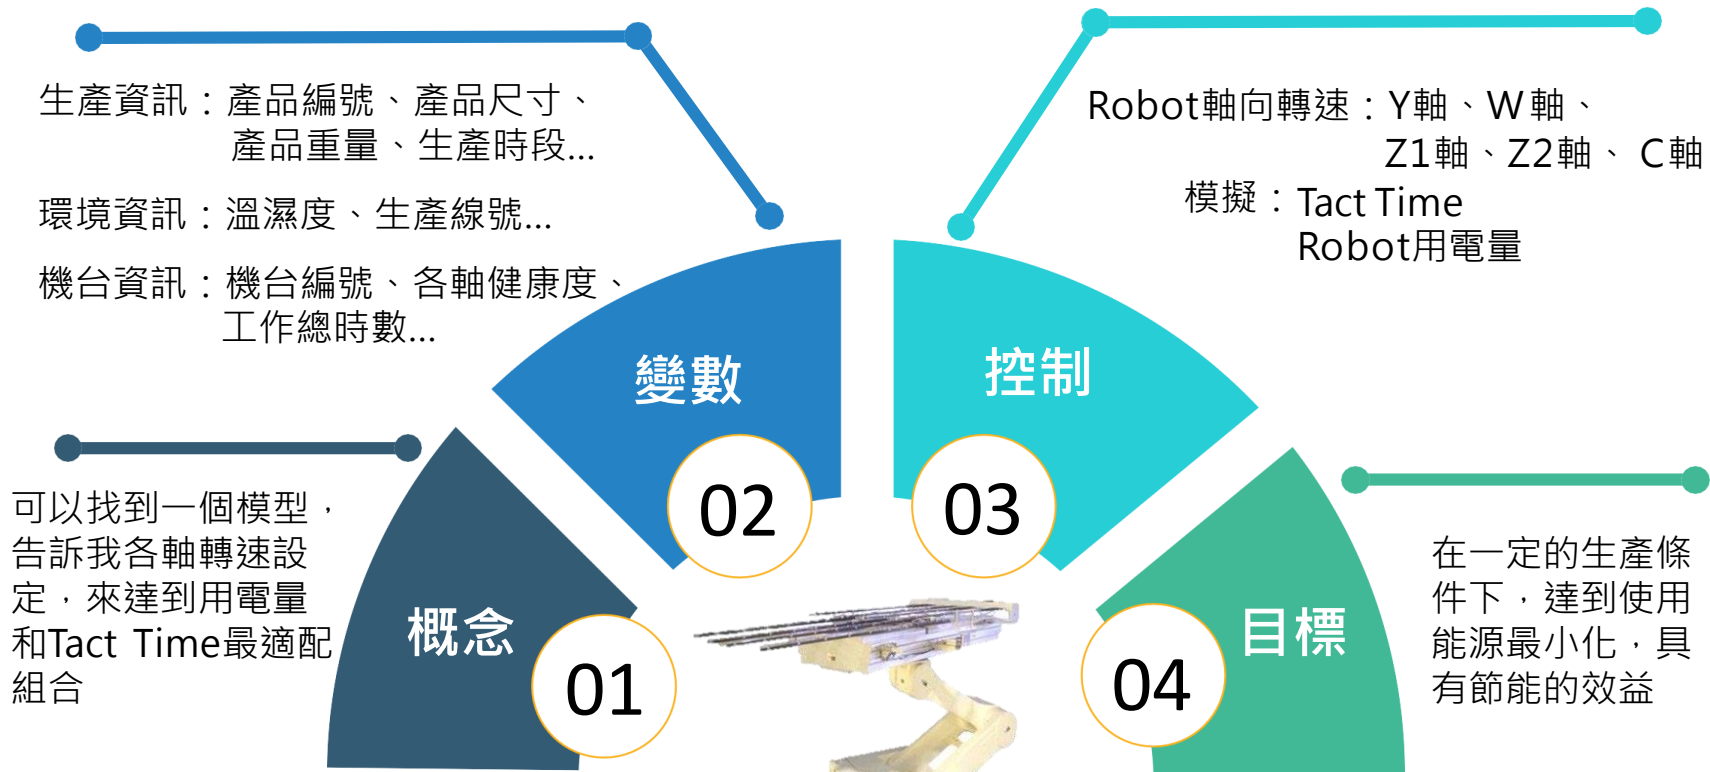 生產資訊：產品編號、產品尺寸、
產品重量、生產時段...
環境資訊：溫濕度、生產線號...
機台資訊：機台編號、各軸健康度、
工作總時數...
Robot軸向轉速：Y軸、W軸、
Z1軸、Z2軸、C軸
模擬：Tact Time
Robot用電量
變數
控制
02
03
可以找到一個模型，
告訴我各軸轉速設
定，來達到用電量
和Tact Time最適配
組合
概念
01
目標
04
在一定的生產條
件下，達到使用
能源最小化，具
有節能的效益